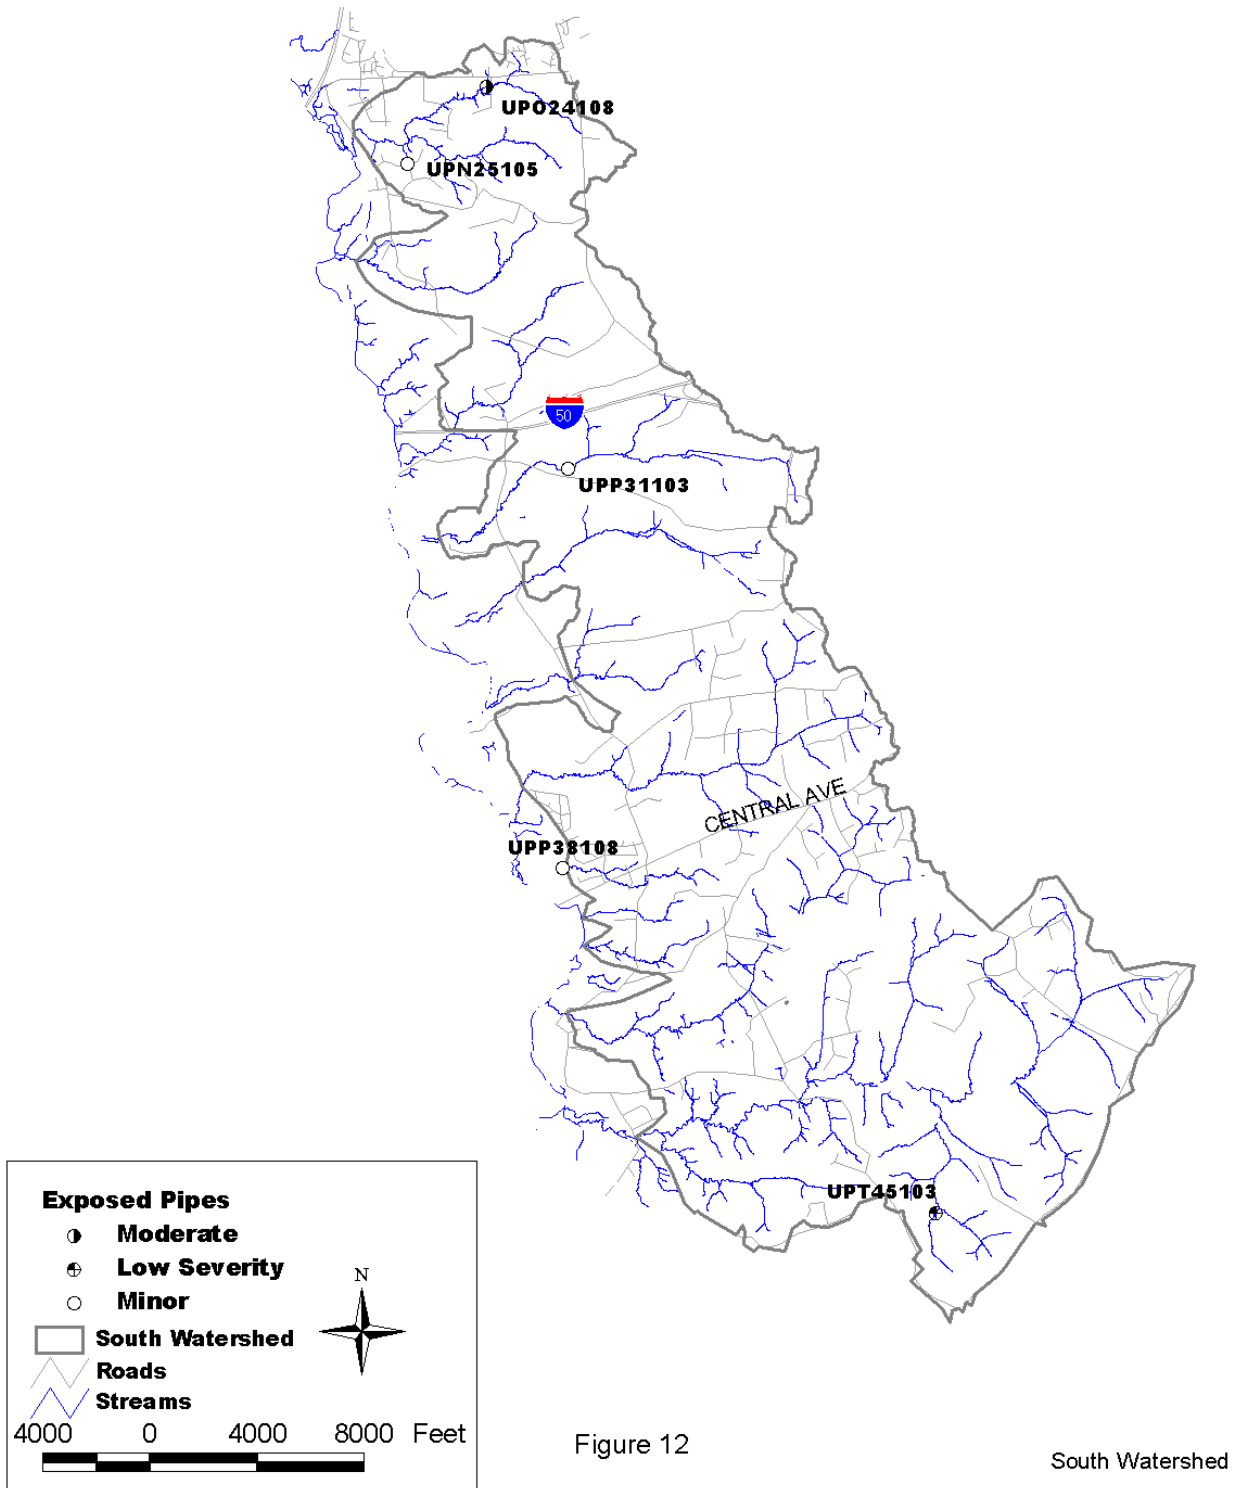 UPO24108
UPN25105
50
UPP31103
CENTRAL AVE
UPP38108
UPT45103
Exposed Pipes
Moderate
Low Severity
Minor
N
South Watershed
Roads
Streams
4000 0 4000 8000 Feet
Figure 12
South Watershed